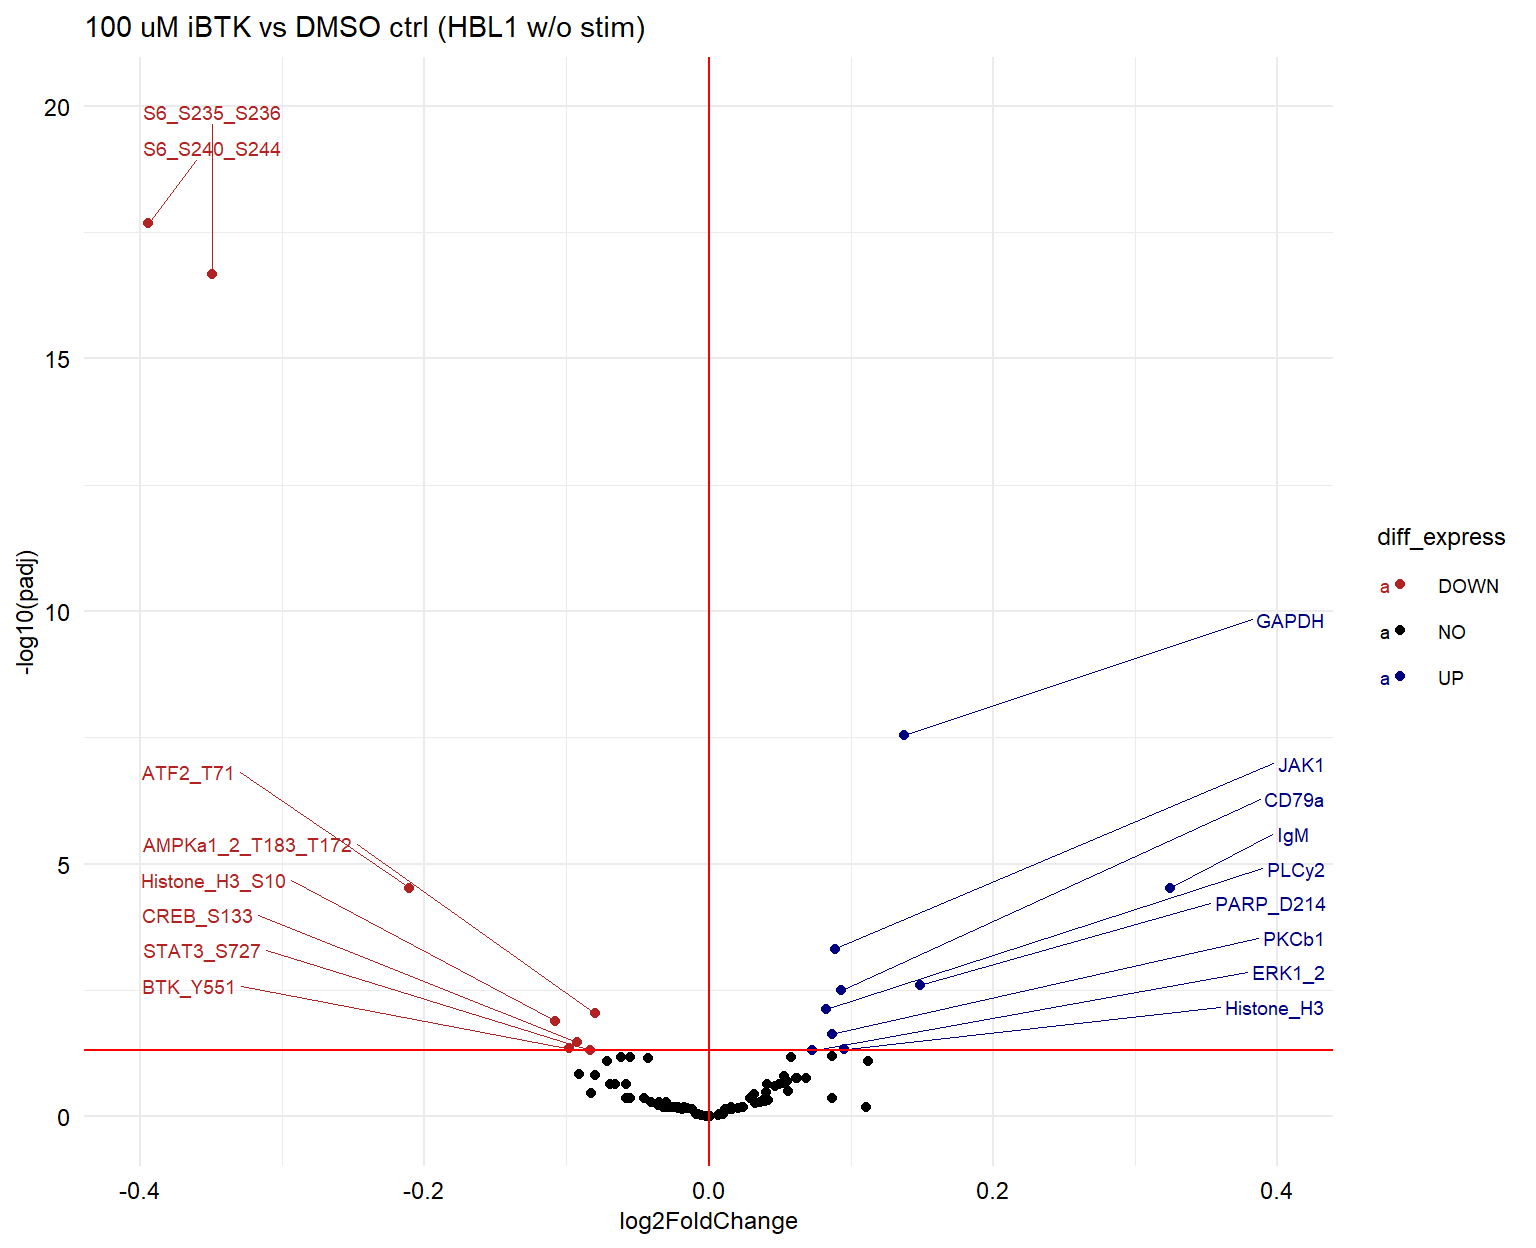 100 uM iBTK vs DMSO ctrl (HBL1 w/o stim)
20
15
10
5
0
-log10(padj)
S6_S235_S236
S6_S240_S244
ATF2_T71
AMPKa1_2_T183_T172
Histone_H3_S10
CREB_S133
STAT3_S727
BTK_Y551
GAPDH
JAK1
CD79a
IgM
PLCy2
PARP_D214
PKCb1
ERK1_2
Histone_H3
-0.4
-0.2
0.0
0.2
0.4
log2FoldChange
diff_express
a DOWN
a NO
a UP